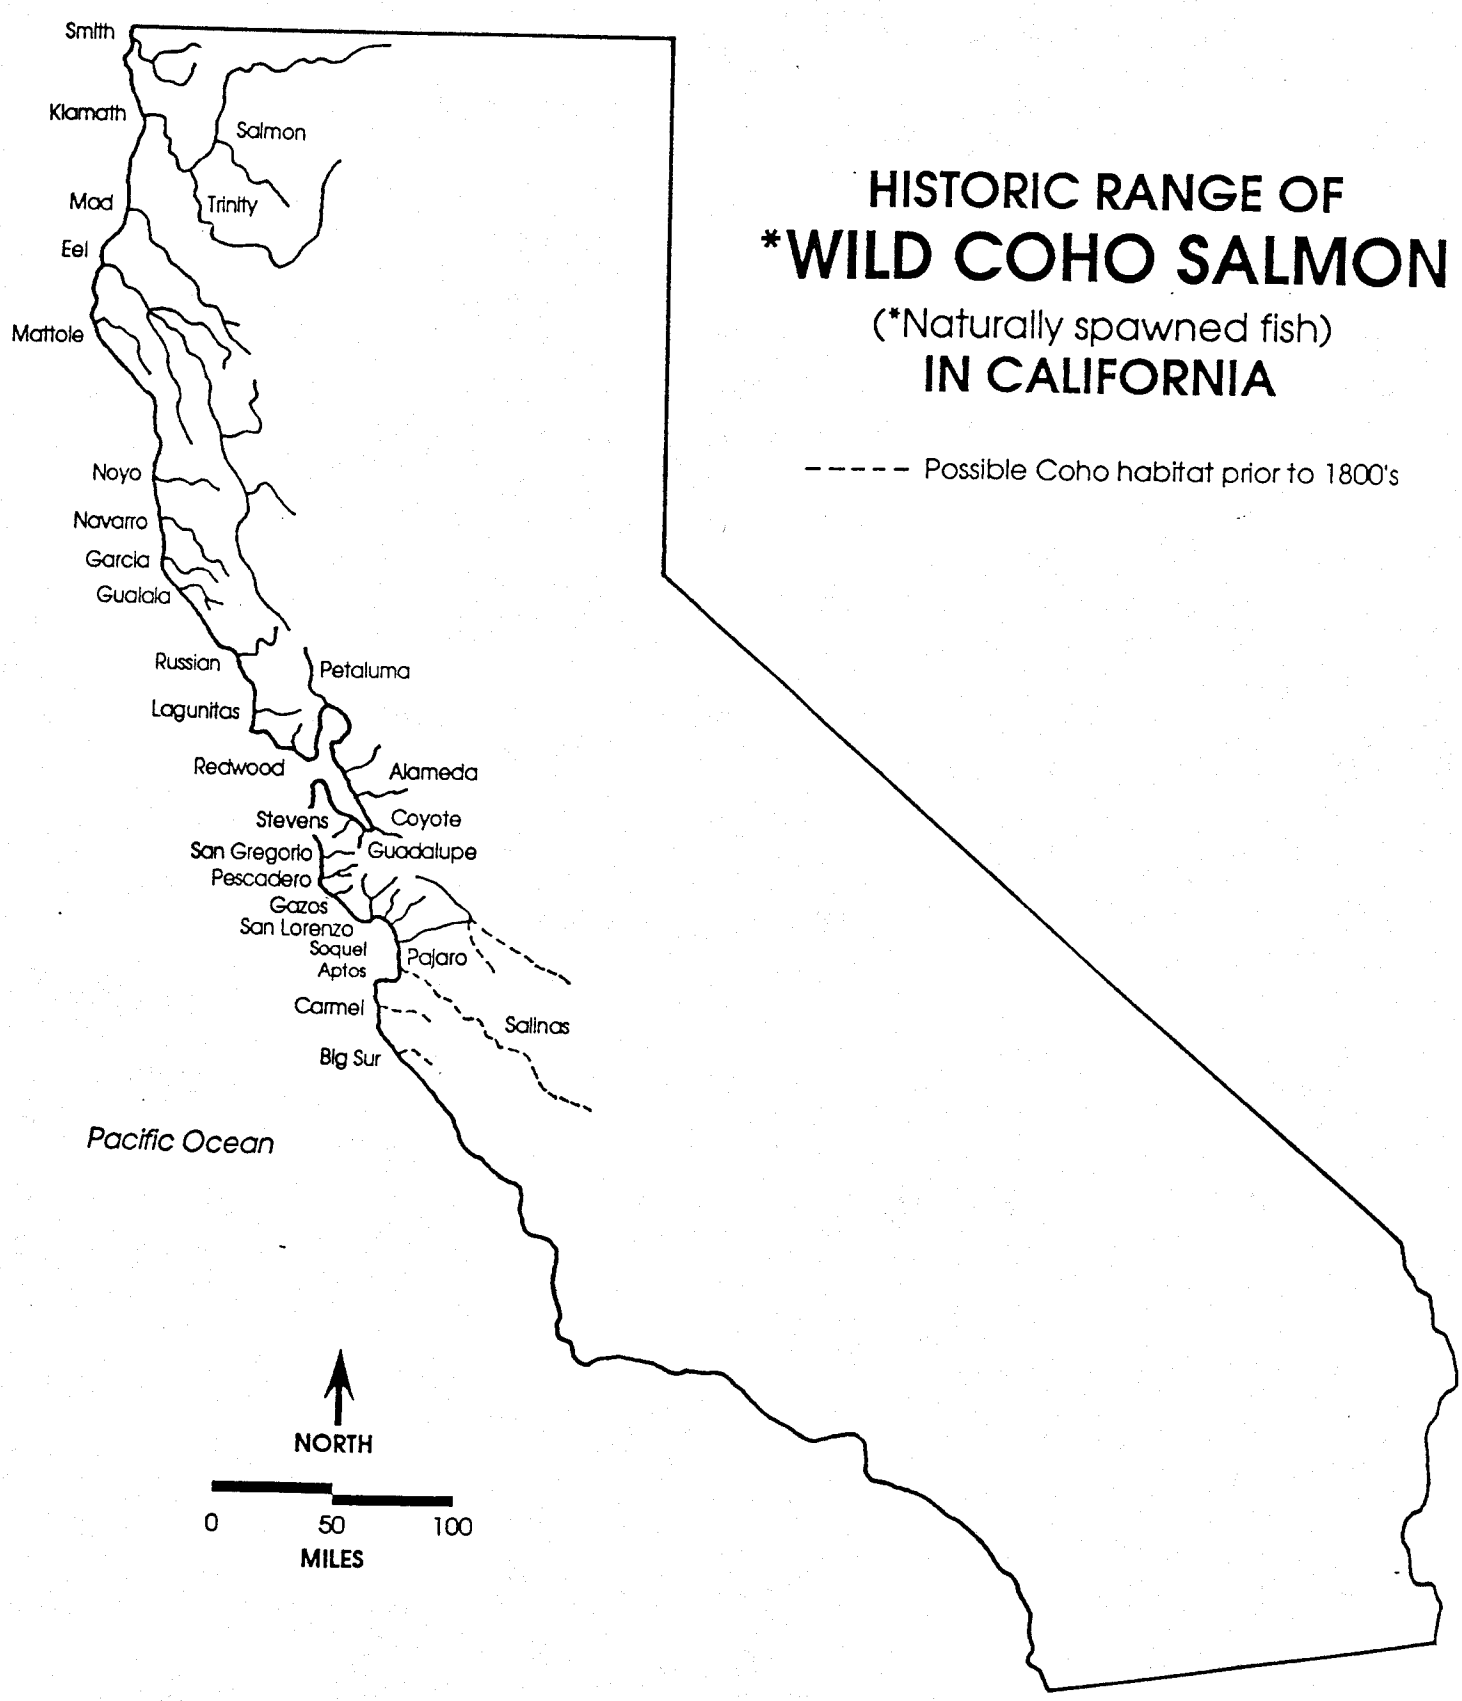 HISTORIC RANGE OF
*WILD COHO SALMON
(*Naturally spawned fish)
IN CALIFORNIA
----- Possible Coho habitat prior to 1800's
Smith
Klamath
Salmon
Mad
Trinity
Eel
Mattole
Noyo
Navarro
Garcia
Gualala
Russian
Petaluma
Lagunitas
Redwood
Alameda
Stevens
Coyote
San Gregorio
Guadalupe
Pescadero
Gazos
San Lorenzo
Soquel
Pajaro
Aptos
Carmel
Salinas
Big Sur
Pacific Ocean
NORTH
0 50 100
MILES